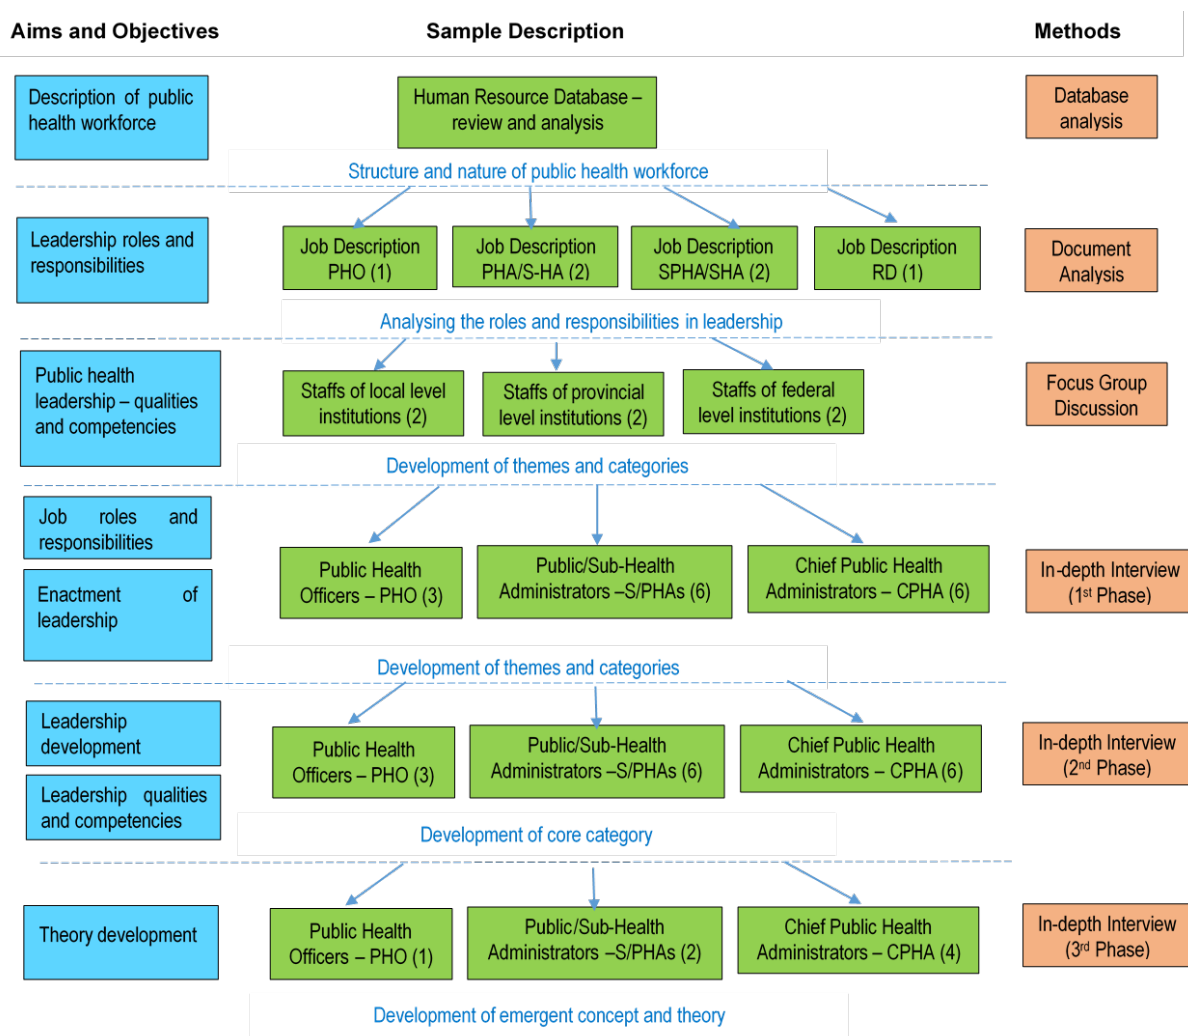 Aims and Objectives
Sample Description
Methods
Description of public
health workforce
Human Resource Database –
review and analysis
Database
analysis
Structure and nature of public health workforce
Leadership roles and
responsibilities
Job Description
PHO (1)
Job Description
PHA/S-HA (2)
Job Description
SPHA/SHA (2)
Job Description
RD (1)
Document
Analysis
Analysing the roles and responsibilities in leadership
Public health
leadership – qualities
and competencies
Staffs of local level
institutions (2)
Staffs of provincial
level institutions (2)
Staffs of federal
level institutions (2)
Focus Group
Discussion
Development of themes and categories
Job roles and
responsibilities
Enactment of
leadership
Public Health
Officers – PHO (3)
Public/Sub-Health
Administrators –S/PHAs (6)
Chief Public Health
Administrators – CPHA (6)
In-depth Interview
(1st Phase)
Development of themes and categories
Leadership
development
Leadership qualities
and competencies
Public Health
Officers – PHO (3)
Public/Sub-Health
Administrators –S/PHAs (6)
Chief Public Health
Administrators – CPHA (6)
In-depth Interview
(2nd Phase)
Development of core category
Theory development
Public Health
Officers – PHO (1)
Public/Sub-Health
Administrators –S/PHAs (2)
Chief Public Health
Administrators – CPHA (4)
In-depth Interview
(3rd Phase)
Development of emergent concept and theory